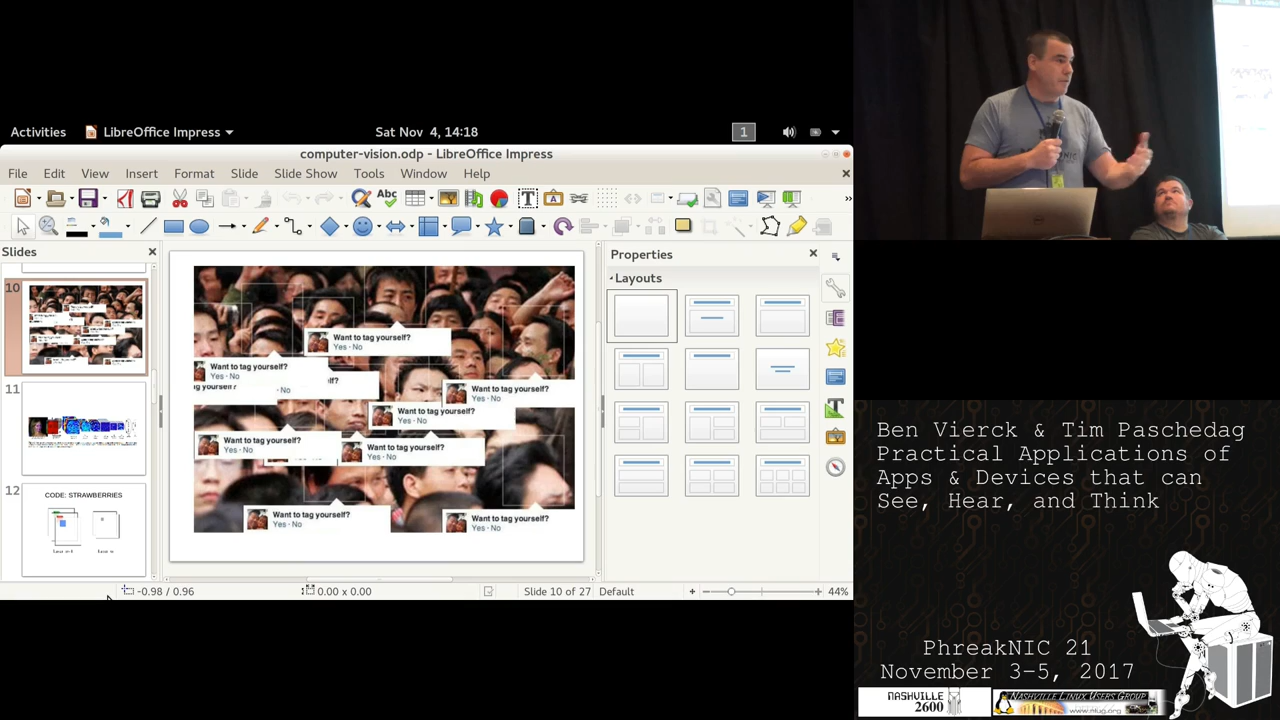 Activities
LibreOffice Impress
Sat Nov 4, 14:18
1
computer-vision.odp - LibreOffice Impress
File Edit View Insert Format Slide Slide Show Tools Window Help
Abc
Slides
Properties
Layouts
10
11
12
CODE: STRAWBERRIES
Want to tag yourself?
Yes · No
Want to tag yourself?
Yes · No
Want to tag yourself?
Yes · No
Want to tag yourself?
Yes · No
Want to tag yourself?
Yes · No
Want to tag yourself?
Yes · No
Want to tag yourself?
Yes · No
Want to tag yourself?
Yes · No
-0.98 / 0.96
0.00 x 0.00
Slide 10 of 27
Default
44%
Ben Vierck & Tin Paschedag
Practical Applications of
Apps & Devices that can
See, Hear, and Think
PhreakNIC 21
November 3-5, 2017
NASHVILLE
2600
Nashville Linux Users Group
www.nlug.org